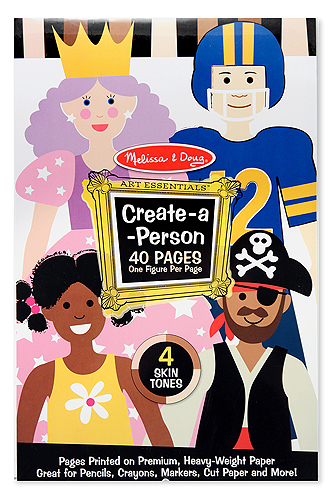 Melissa & Doug
ART ESSENTIALS
Create-a
-Person
40 PAGES
One Figure Per Page
12
4
SKIN
TONES
Pages Printed on Premium, Heavy-Weight Paper
Great for Pencils, Crayons, Markers, Cut Paper and More!